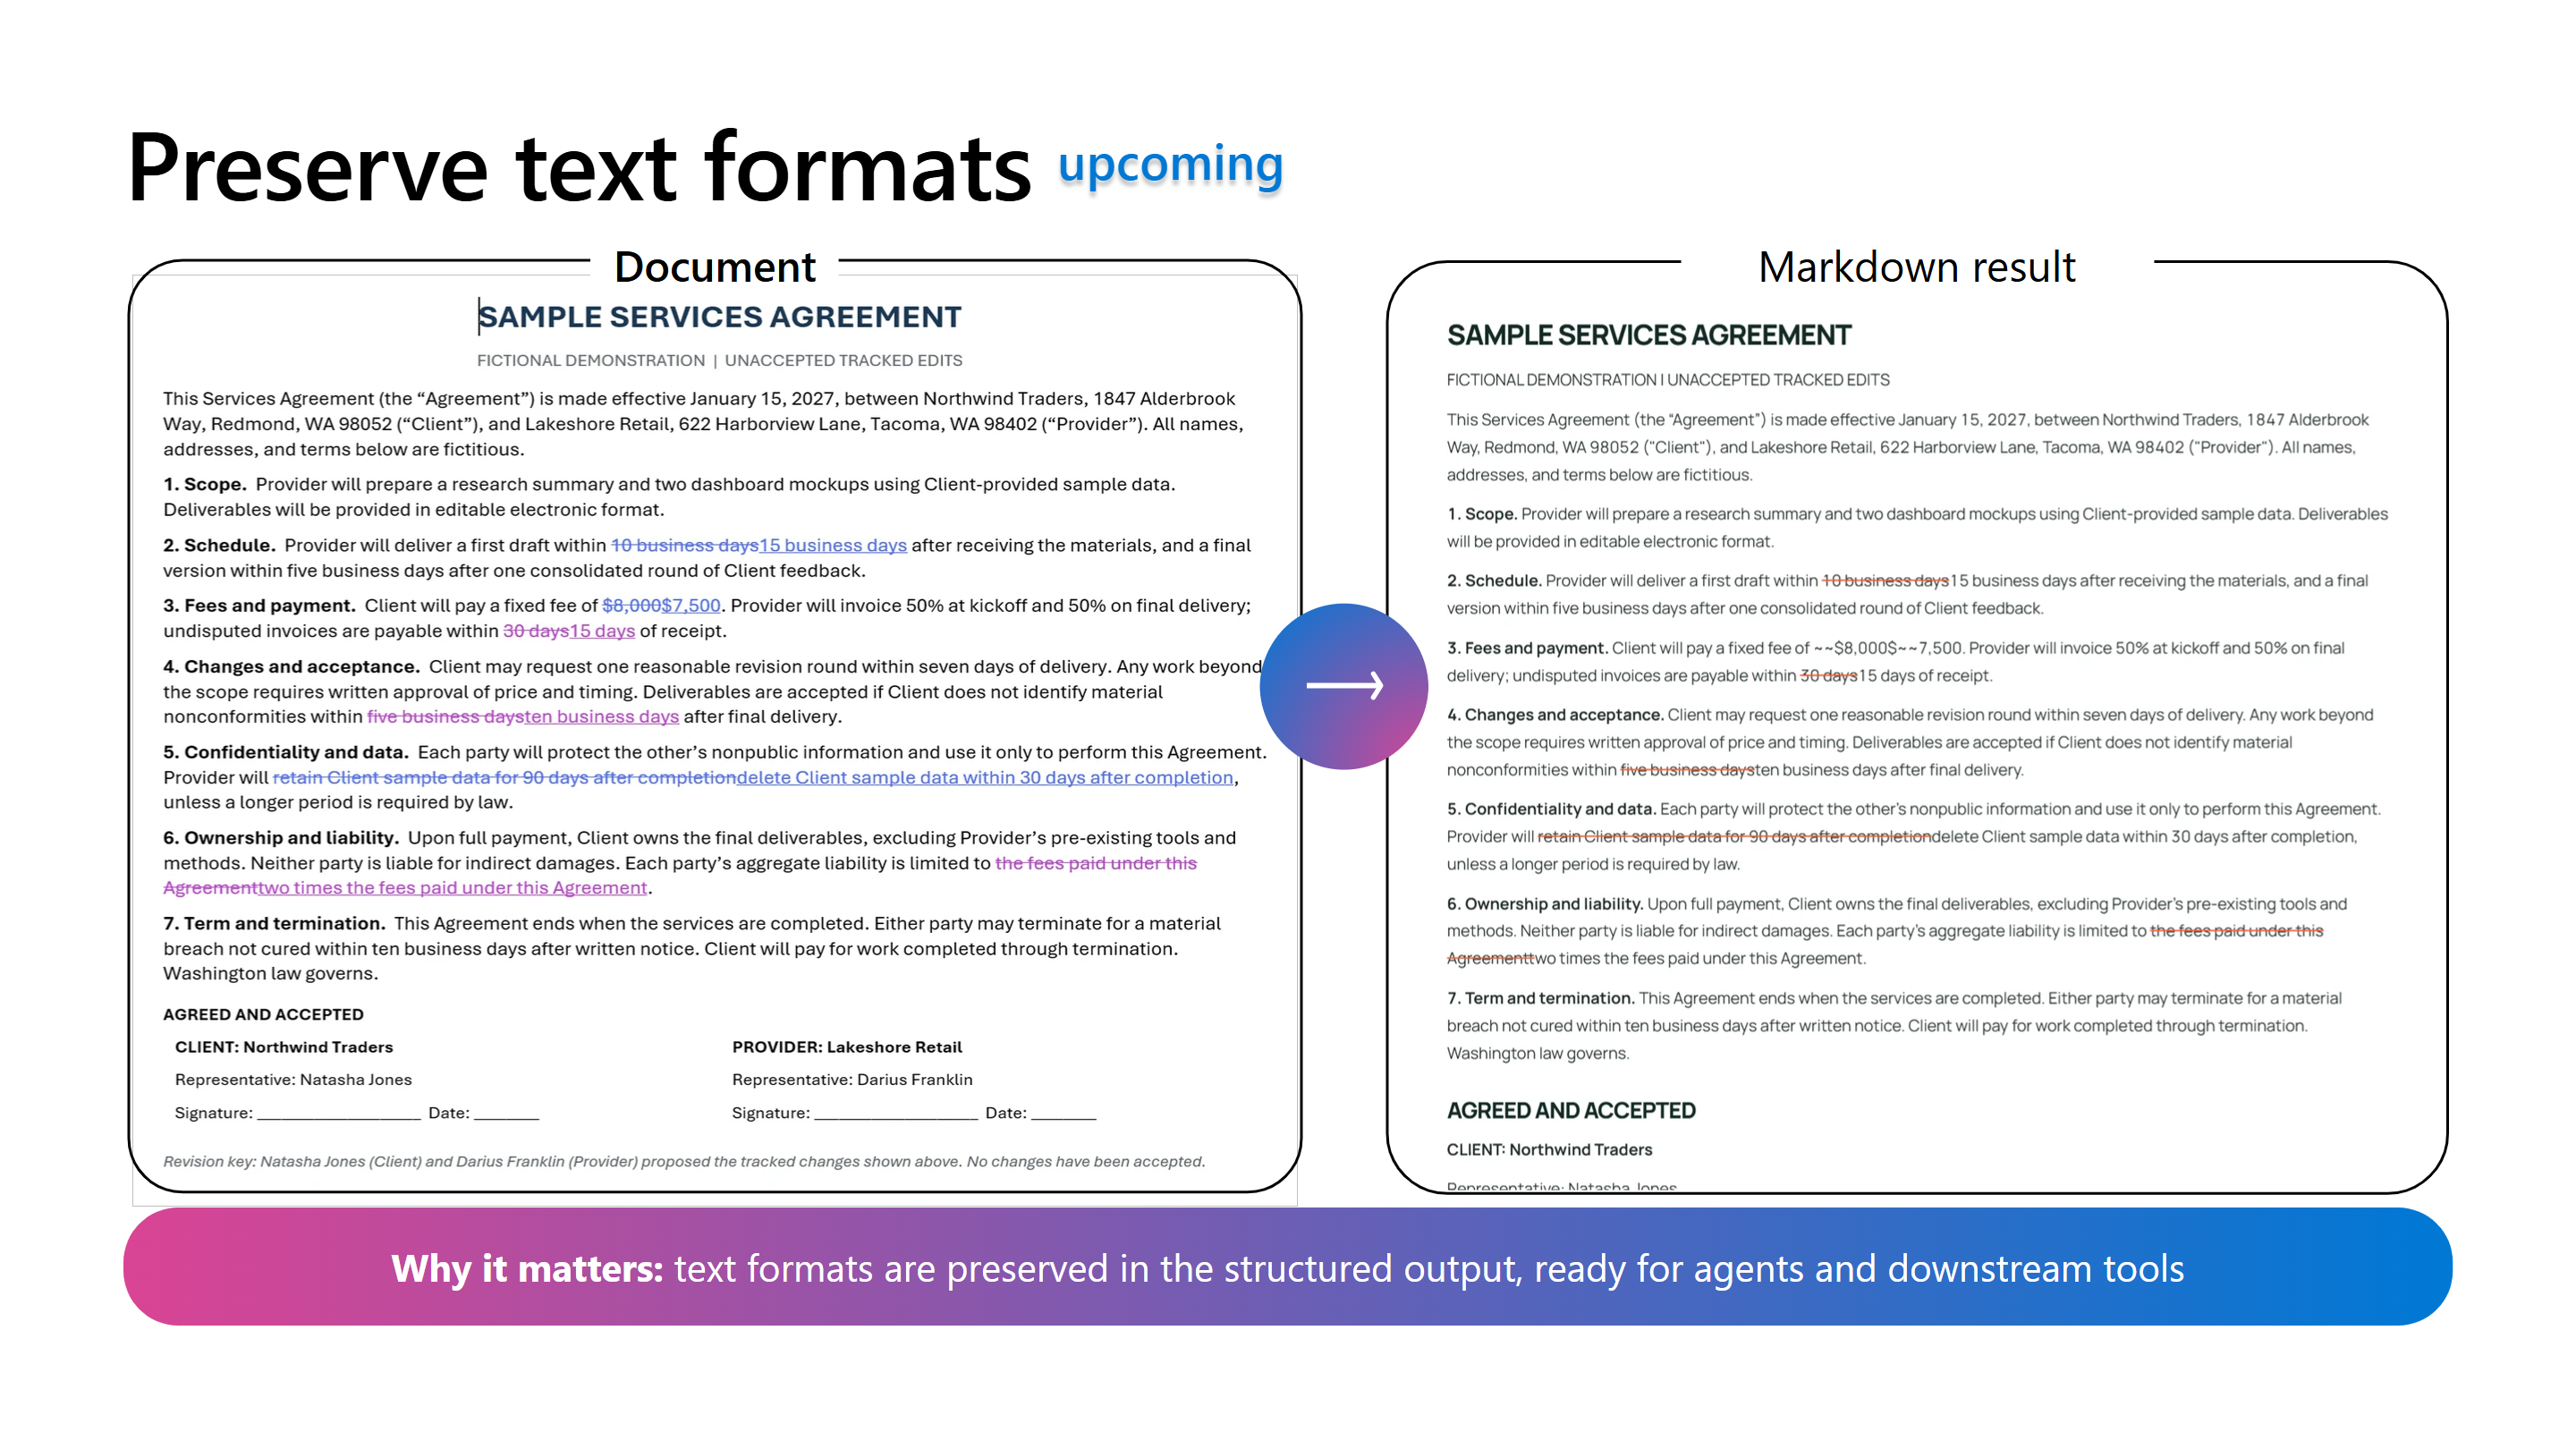 Preserve text formats upcoming
Document
SAMPLE SERVICES AGREEMENT
FICTIONAL DEMONSTRATION | UNACCEPTED TRACKED EDITS
This Services Agreement (the “Agreement”) is made effective January 15, 2027, between Northwind Traders, 1847 Alderbrook
Way, Redmond, WA 98052 (“Client”), and Lakeshore Retail, 622 Harborview Lane, Tacoma, WA 98402 (“Provider”). All names,
addresses, and terms below are fictitious.
1. Scope. Provider will prepare a research summary and two dashboard mockups using Client-provided sample data.
Deliverables will be provided in editable electronic format.
2. Schedule. Provider will deliver a first draft within 10 business days15 business days after receiving the materials, and a final
version within five business days after one consolidated round of Client feedback.
3. Fees and payment. Client will pay a fixed fee of $8,000$7,500. Provider will invoice 50% at kickoff and 50% on final delivery;
undisputed invoices are payable within 30 days15 days of receipt.
4. Changes and acceptance. Client may request one reasonable revision round within seven days of delivery. Any work beyond
the scope requires written approval of price and timing. Deliverables are accepted if Client does not identify material
nonconformities within five business daysten business days after final delivery.
5. Confidentiality and data. Each party will protect the other’s nonpublic information and use it only to perform this Agreement.
Provider will retain Client sample data for 90 days after completiondelete Client sample data within 30 days after completion,
unless a longer period is required by law.
6. Ownership and liability. Upon full payment, Client owns the final deliverables, excluding Provider’s pre-existing tools and
methods. Neither party is liable for indirect damages. Each party’s aggregate liability is limited to the fees paid under this
Agreementtwo times the fees paid under this Agreement.
7. Term and termination. This Agreement ends when the services are completed. Either party may terminate for a material
breach not cured within ten business days after written notice. Client will pay for work completed through termination.
Washington law governs.
AGREED AND ACCEPTED
CLIENT: Northwind Traders
Representative: Natasha Jones
Signature: ____________________ Date: ________
PROVIDER: Lakeshore Retail
Representative: Darius Franklin
Signature: ____________________ Date: ________
Revision key: Natasha Jones (Client) and Darius Franklin (Provider) proposed the tracked changes shown above. No changes have been accepted.
Markdown result
SAMPLE SERVICES AGREEMENT
FICTIONAL DEMONSTRATION I UNACCEPTED TRACKED EDITS
This Services Agreement (the “Agreement”) is made effective January 15, 2027, between Northwind Traders, 1847 Alderbrook
Way, Redmond, WA 98052 ("Client"), and Lakeshore Retail, 622 Harborview Lane, Tacoma, WA 98402 ("Provider"). All names,
addresses, and terms below are fictitious.
1. Scope. Provider will prepare a research summary and two dashboard mockups using Client-provided sample data. Deliverables
will be provided in editable electronic format.
2. Schedule. Provider will deliver a first draft within 10 business days15 business days after receiving the materials, and a final
version within five business days after one consolidated round of Client feedback.
3. Fees and payment. Client will pay a fixed fee of ~~$8,000$~~7,500. Provider will invoice 50% at kickoff and 50% on final
delivery; undisputed invoices are payable within 30 days15 days of receipt.
4. Changes and acceptance. Client may request one reasonable revision round within seven days of delivery. Any work beyond
the scope requires written approval of price and timing. Deliverables are accepted if Client does not identify material
nonconformities within five business daysten business days after final delivery.
5. Confidentiality and data. Each party will protect the other’s nonpublic information and use it only to perform this Agreement.
Provider will retain Client sample data for 90 days after completiondelete Client sample data within 30 days after completion,
unless a longer period is required by law.
6. Ownership and liability. Upon full payment, Client owns the final deliverables, excluding Provider’s pre-existing tools and
methods. Neither party is liable for indirect damages. Each party’s aggregate liability is limited to the fees paid under this
Agreementtwo times the fees paid under this Agreement.
7. Term and termination. This Agreement ends when the services are completed. Either party may terminate for a material
breach not cured within ten business days after written notice. Client will pay for work completed through termination.
Washington law governs.
AGREED AND ACCEPTED
CLIENT: Northwind Traders
Representative: Natasha Jones
Why it matters: text formats are preserved in the structured output, ready for agents and downstream tools